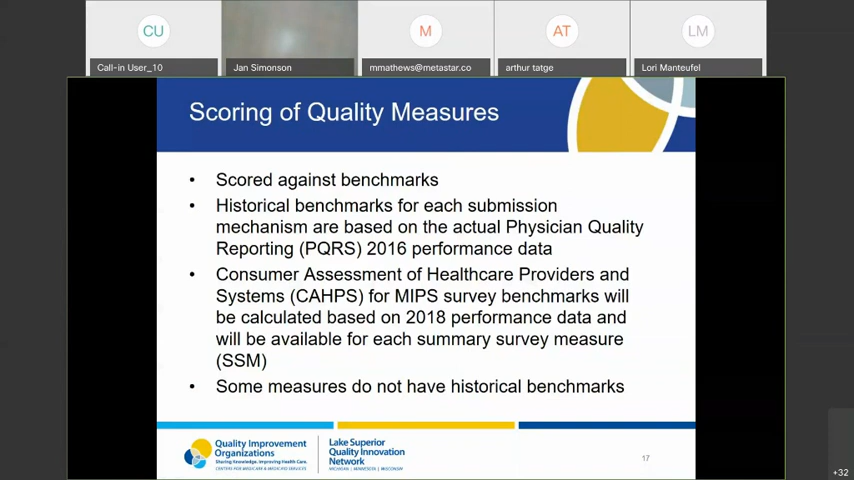 CU
M
AT
LM
Call-in User_10
Jan Simonson
mmathews@metastar.co
arthur tatge
Lori Manteufel
Scoring of Quality Measures
• Scored against benchmarks
• Historical benchmarks for each submission
mechanism are based on the actual Physician Quality
Reporting (PQRS) 2016 performance data
• Consumer Assessment of Healthcare Providers and
Systems (CAHPS) for MIPS survey benchmarks will
be calculated based on 2018 performance data and
will be available for each summary survey measure
(SSM)
• Some measures do not have historical benchmarks
Quality Improvement
Organizations
Sharing Knowledge. Improving Health Care.
CENTERS FOR MEDICARE & MEDICAID SERVICES
Lake Superior
Quality Innovation
Network
MICHIGAN | MINNESOTA | WISCONSIN
17
+32